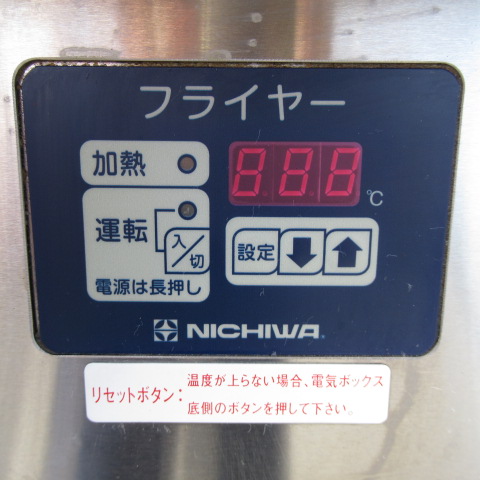 フライヤー
加熱
888
℃
運転
入/切
設定
電源は長押し
NICHIWA
リセットボタン：
温度が上らない場合、電気ボックス
底側のボタンを押して下さい。